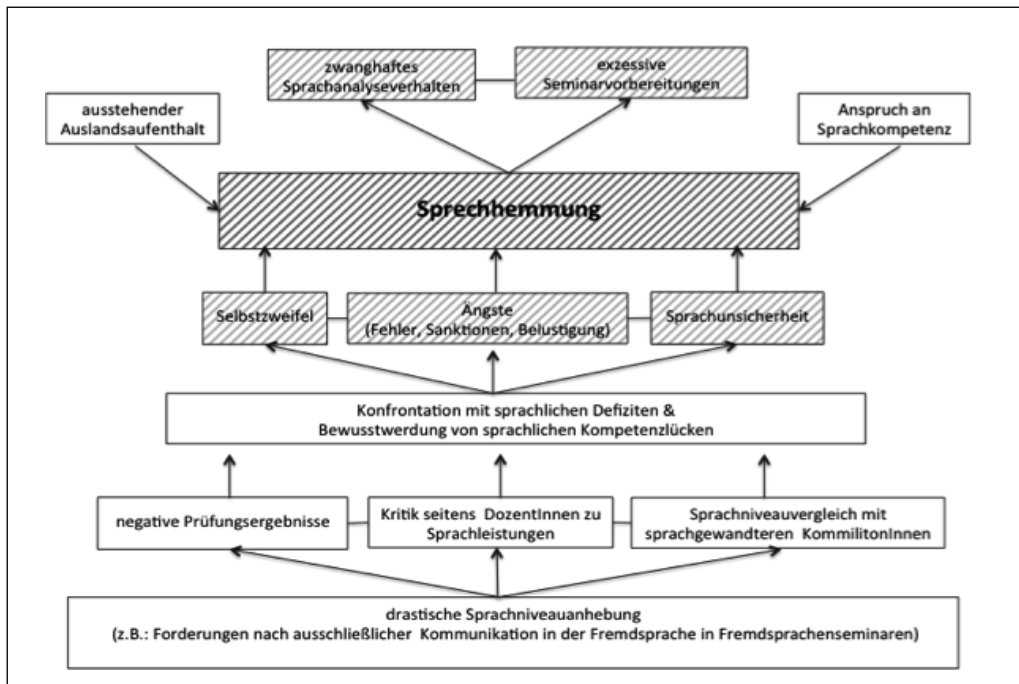 zwanghaftes
Sprachanalyseverhalten
exzessive
Seminarvorbereitungen
ausstehender
Auslandsaufenthalt
Anspruch an
Sprachkompetenz
Sprechhemmung
Selbstzweifel
Ängste
(Fehler, Sanktionen, Belustigung)
Sprachunsicherheit
Konfrontation mit sprachlichen Defiziten &
Bewusstwerdung von sprachlichen Kompetenzlücken
negative Prüfungsergebnisse
Kritik seitens DozentInnen zu
Sprachleistungen
Sprachniveauvergleich mit
sprachgewandteren KommilitonInnen
drastische Sprachniveauanhebung
(z.B.: Forderungen nach ausschließlicher Kommunikation in der Fremdsprache in Fremdsprachenseminaren)